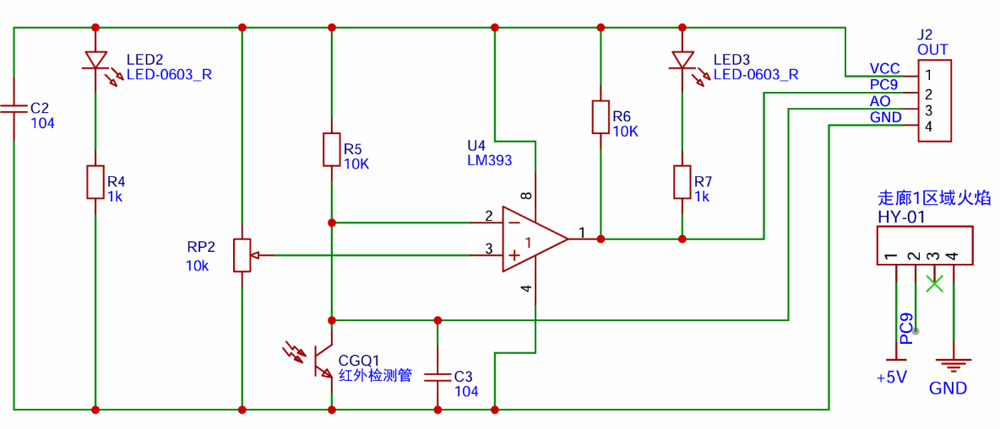 C2
104
LED2
LED-0603_R
R4
1k
RP2
10k
R5
10K
U4
LM393
8
2
3
1
1
4
CGQ1
红外检测管
C3
104
R6
10K
LED3
LED-0603_R
R7
1k
J2
OUT
VCC 1
PC9 2
AO 3
GND 4
走廊1区域火焰
HY-01
1 2 3 4
PC9
+5V
GND